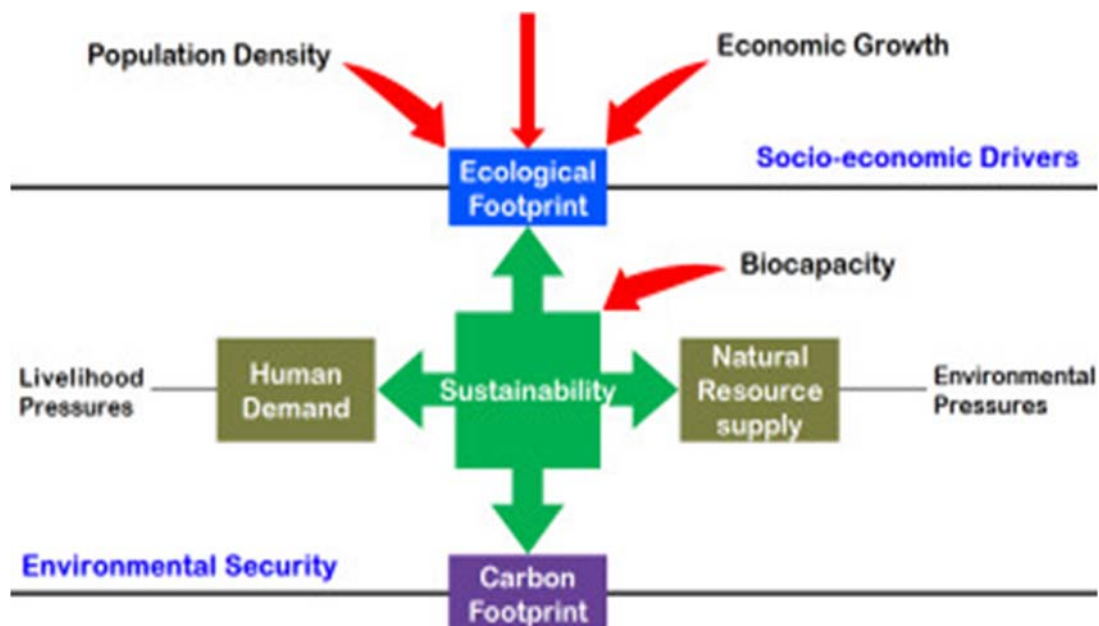 Population Density
Economic Growth
Ecological
Footprint
Socio-economic Drivers
Biocapacity
Livelihood
Pressures
Human
Demand
Sustainability
Natural
Resource
supply
Environmental
Pressures
Environmental Security
Carbon
Footprint